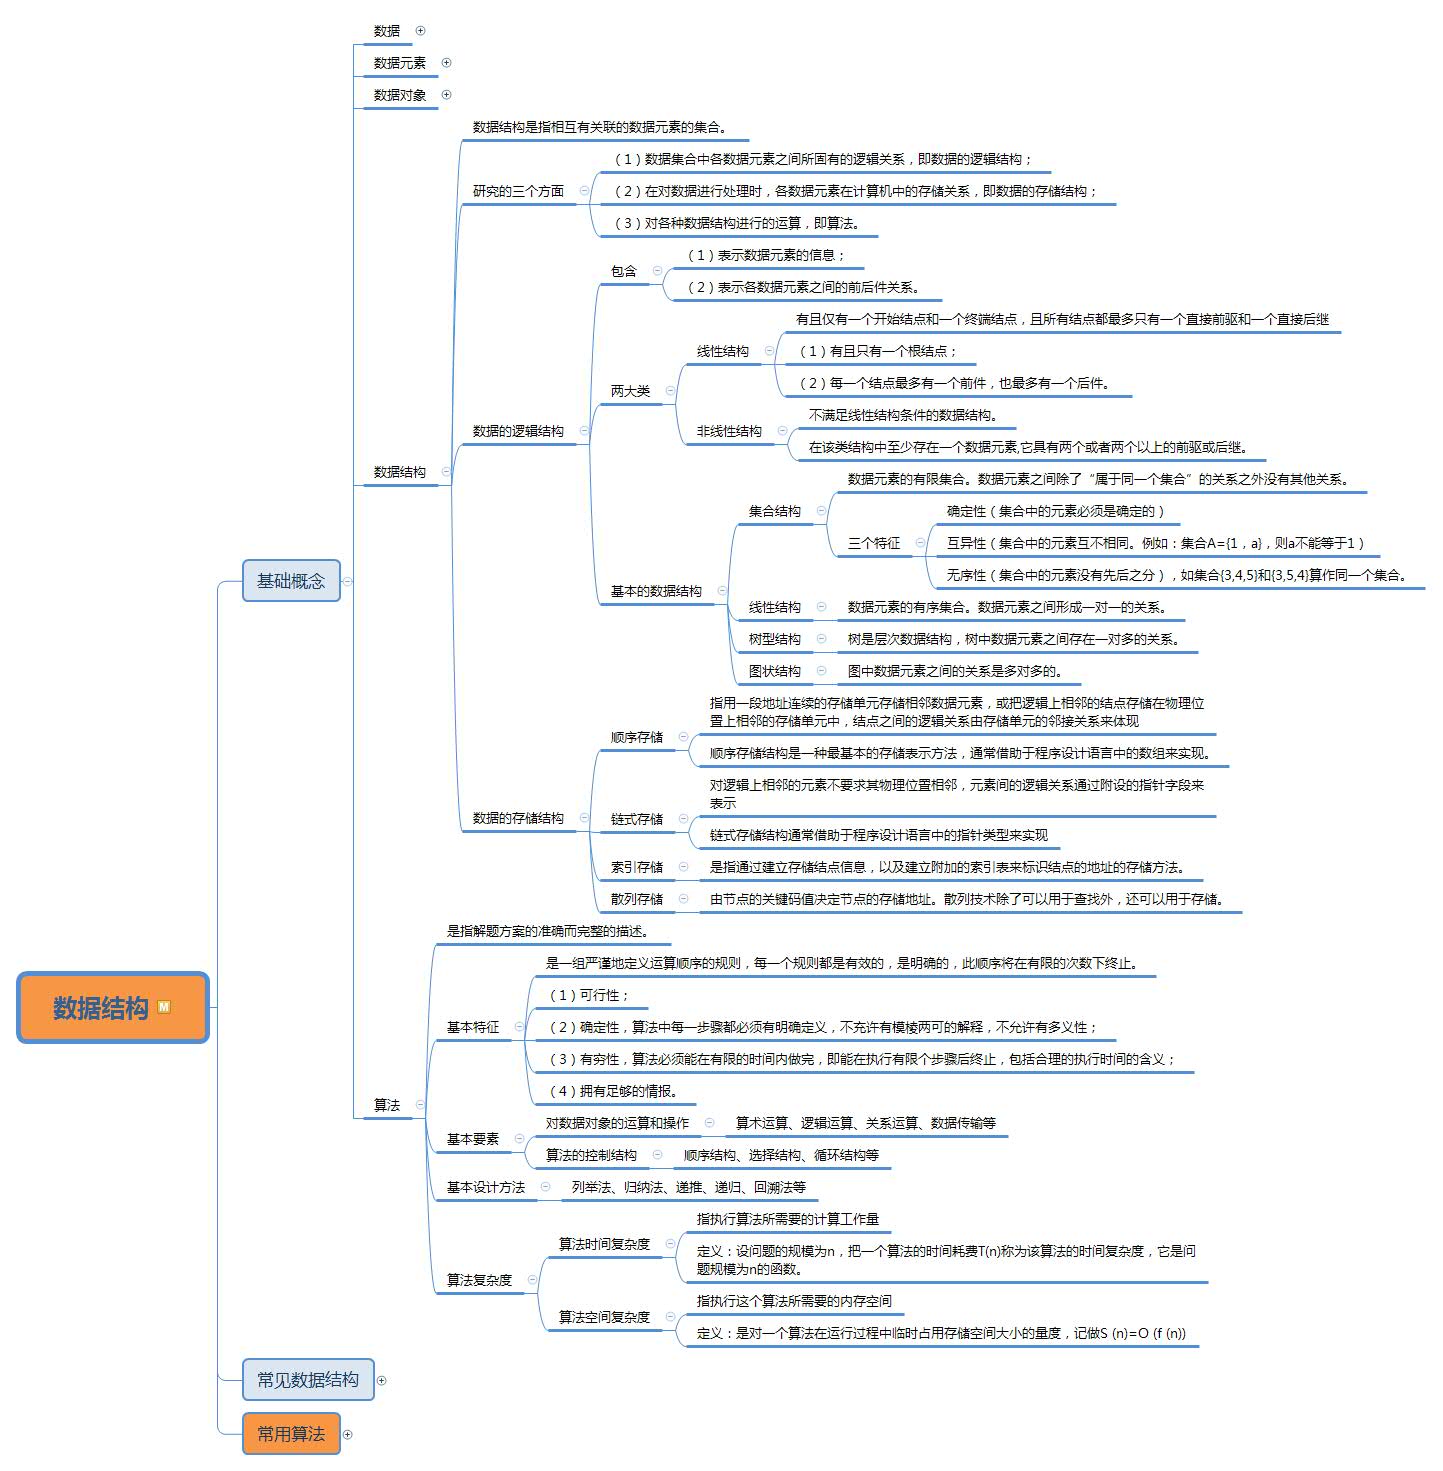 数据
数据元素
数据对象
数据结构是指相互有关联的数据元素的集合。
（1）数据集合中各数据元素之间所固有的逻辑关系，即数据的逻辑结构；
研究的三个方面
（2）在对数据进行处理时，各数据元素在计算机中的存储关系，即数据的存储结构；
（3）对各种数据结构进行的运算，即算法。
（1）表示数据元素的信息；
包含
（2）表示各数据元素之间的前后件关系。
有且仅有一个开始结点和一个终端结点，且所有结点都最多只有一个直接前驱和一个直接后继
线性结构
（1）有且只有一个根结点；
（2）每一个结点最多有一个前件，也最多有一个后件。
两大类
不满足线性结构条件的数据结构。
非线性结构
在该类结构中至少存在一个数据元素,它具有两个或者两个以上的前驱或后继。
数据的逻辑结构
数据结构
数据元素的有限集合。数据元素之间除了“属于同一个集合”的关系之外没有其他关系。
集合结构
确定性（集合中的元素必须是确定的）
三个特征
互异性（集合中的元素互不相同。例如：集合A={1，a}，则a不能等于1）
无序性（集合中的元素没有先后之分），如集合{3,4,5}和{3,5,4}算作同一个集合。
基础概念
基本的数据结构
线性结构
数据元素的有序集合。数据元素之间形成一对一的关系。
树型结构
树是层次数据结构，树中数据元素之间存在一对多的关系。
图状结构
图中数据元素之间的关系是多对多的。
指用一段地址连续的存储单元存储相邻数据元素，或把逻辑上相邻的结点存储在物理位
置上相邻的存储单元中，结点之间的逻辑关系由存储单元的邻接关系来体现
顺序存储
顺序存储结构是一种最基本的存储表示方法，通常借助于程序设计语言中的数组来实现。
对逻辑上相邻的元素不要求其物理位置相邻，元素间的逻辑关系通过附设的指针字段来
表示
数据的存储结构
链式存储
链式存储结构通常借助于程序设计语言中的指针类型来实现
索引存储
是指通过建立存储结点信息，以及建立附加的索引表来标识结点的地址的存储方法。
散列存储
由节点的关键码值决定节点的存储地址。散列技术除了可以用于查找外，还可以用于存储。
是指解题方案的准确而完整的描述。
是一组严谨地定义运算顺序的规则，每一个规则都是有效的，是明确的，此顺序将在有限的次数下终止。
（1）可行性；
数据结构 M
基本特征
（2）确定性，算法中每一步骤都必须有明确定义，不充许有模棱两可的解释，不允许有多义性；
（3）有穷性，算法必须能在有限的时间内做完，即能在执行有限个步骤后终止，包括合理的执行时间的含义；
（4）拥有足够的情报。
算法
对数据对象的运算和操作
算术运算、逻辑运算、关系运算、数据传输等
基本要素
算法的控制结构
顺序结构、选择结构、循环结构等
基本设计方法
列举法、归纳法、递推、递归、回溯法等
指执行算法所需要的计算工作量
算法时间复杂度
定义：设问题的规模为n，把一个算法的时间耗费T(n)称为该算法的时间复杂度，它是问
题规模为n的函数。
算法复杂度
指执行这个算法所需要的内存空间
算法空间复杂度
定义：是对一个算法在运行过程中临时占用存储空间大小的量度，记做S (n)=O (f (n))
常见数据结构
常用算法